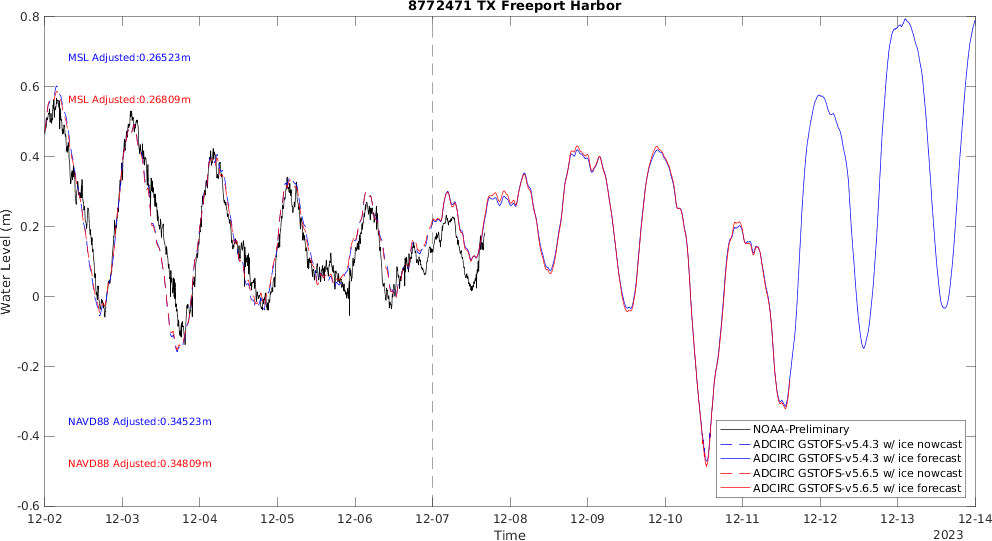 8772471 TX Freeport Harbor
0.8
MSL Adjusted:0.26523m
0.6
MSL Adjusted:0.26809m
0.4
0.2
Water Level (m)
0
-0.2
NAVD88 Adjusted:0.34523m
-0.4
NAVD88 Adjusted:0.34809m
NOAA-Preliminary
ADCIRC GSTOFS-v5.4.3 w/ ice nowcast
ADCIRC GSTOFS-v5.4.3 w/ ice forecast
ADCIRC GSTOFS-v5.6.5 w/ ice nowcast
ADCIRC GSTOFS-v5.6.5 w/ ice forecast
-0.6
12-02 12-03 12-04 12-05 12-06 12-07 12-08 12-09 12-10 12-11 12-12 12-13 12-14
Time
2023